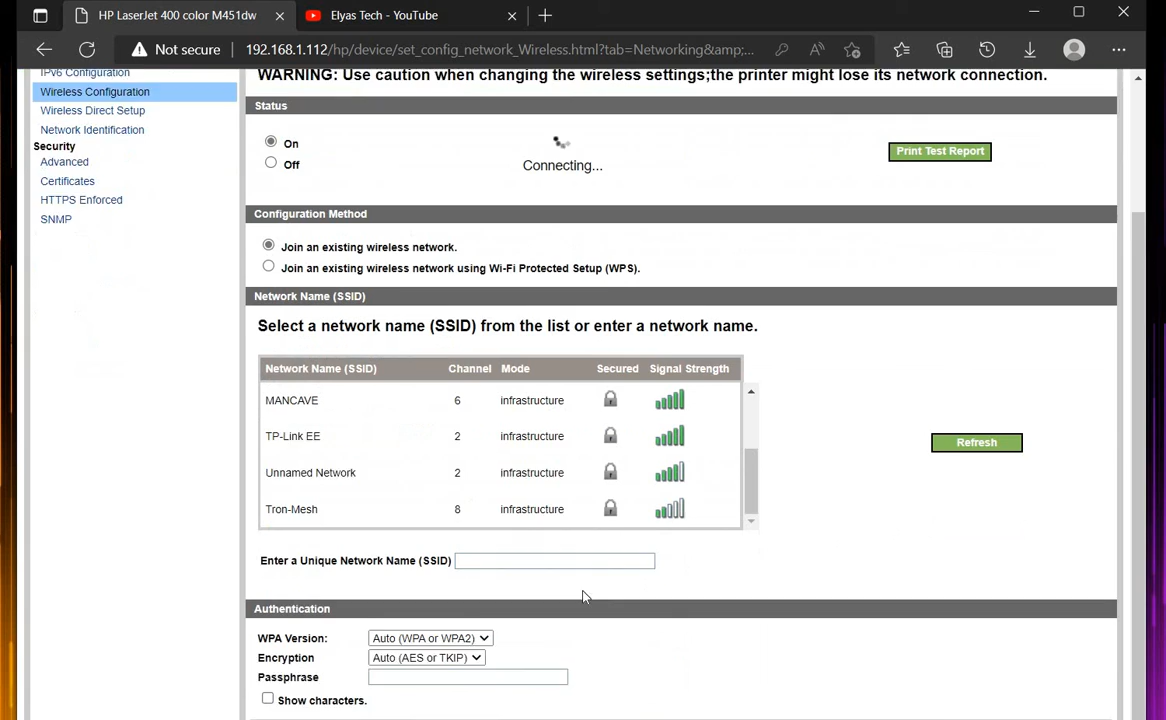 HP LaserJet 400 color M451dw
Elyas Tech - YouTube
Not secure
192.168.1.112/hp/device/set_config_network_Wireless.html?tab=Networking&amp;...
IPv6 Configuration
Wireless Configuration
Wireless Direct Setup
Network Identification
Security
Advanced
Certificates
HTTPS Enforced
SNMP
WARNING: Use caution when changing the wireless settings;the printer might lose its network connection.
Status
On
Off
Connecting...
Print Test Report
Configuration Method
Join an existing wireless network.
Join an existing wireless network using Wi-Fi Protected Setup (WPS).
Network Name (SSID)
Select a network name (SSID) from the list or enter a network name.
Network Name (SSID) Channel Mode Secured Signal Strength
MANCAVE 6 infrastructure
TP-Link EE 2 infrastructure
Unnamed Network 2 infrastructure
Tron-Mesh 8 infrastructure
Refresh
Enter a Unique Network Name (SSID)
Authentication
WPA Version: Auto (WPA or WPA2)
Encryption Auto (AES or TKIP)
Passphrase
Show characters.